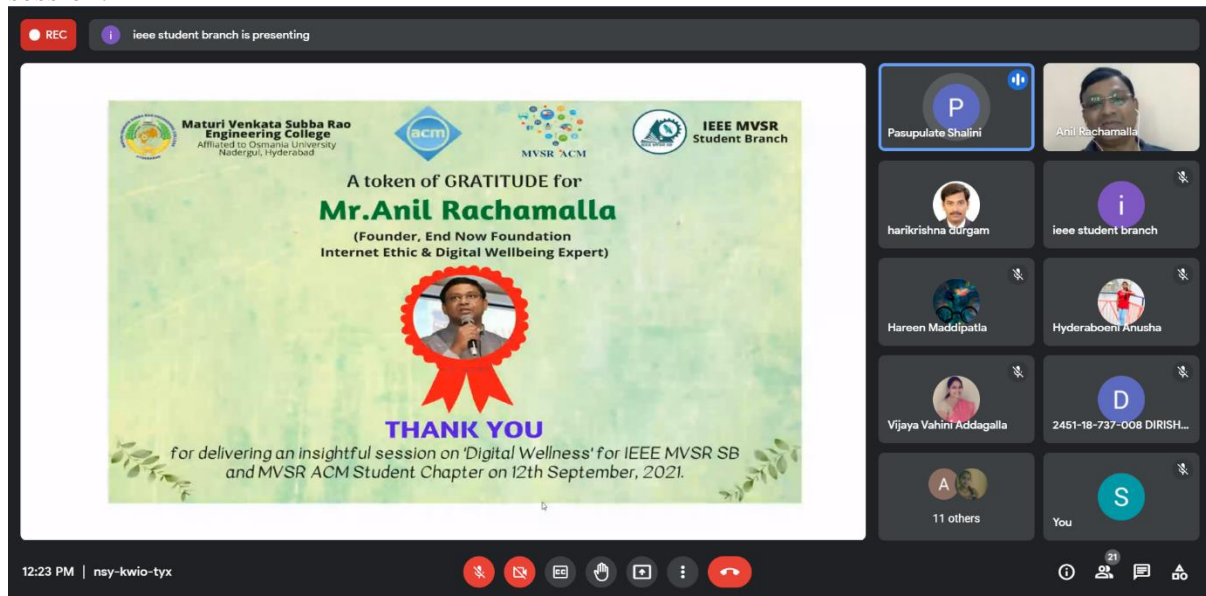 REC
i ieee student branch is presenting
Maturi Venkata Subba Rao
Engineering College
Affliated to Osmania University
Nadergul, Hyderabad
acm
MVSR ACM
IEEE MVSR
Student Branch
A token of GRATITUDE for
Mr.Anil Rachamalla
(Founder, End Now Foundation
Internet Ethic & Digital Wellbeing Expert)
THANK YOU
for delivering an insightful session on 'Digital Wellness' for IEEE MVSR SB
and MVSR ACM Student Chapter on 12th September, 2021.
P
Pasupulate Shalini
Anil Rachamalla
harikrishna durgam
i
ieee student branch
Hareen Maddipatla
Hyderaboeni Anusha
Vijaya Vahini Addagalla
D
2451-18-737-008 DIRISH...
A
11 others
S
You
12:23 PM | nsy-kwio-tyx
CC
21